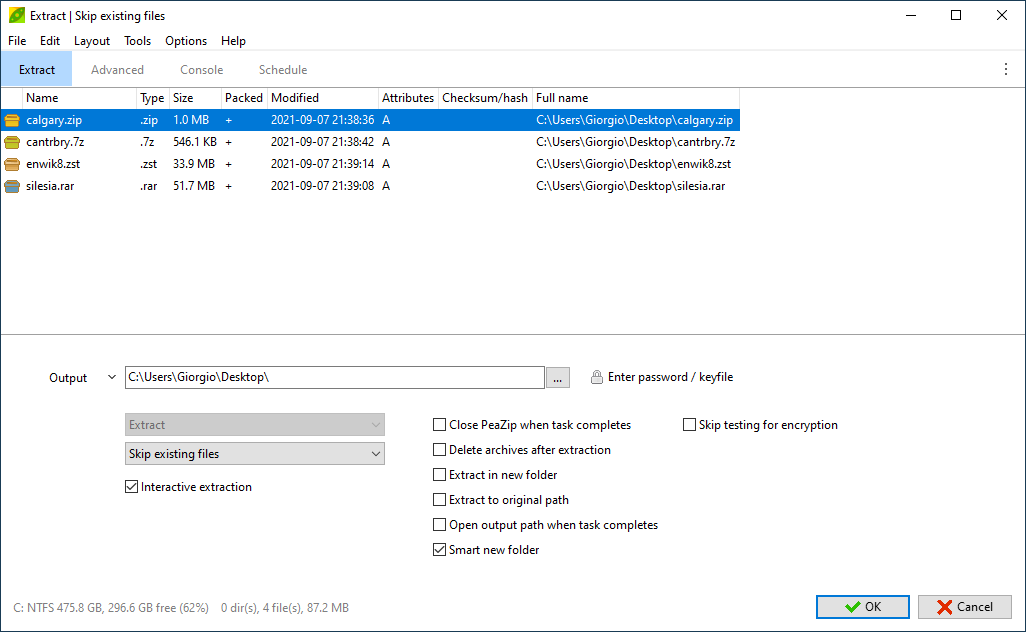 Extract | Skip existing files
File Edit Layout Tools Options Help
Extract Advanced Console Schedule
Name Type Size Packed Modified Attributes Checksum/hash Full name
calgary.zip .zip 1.0 MB + 2021-09-07 21:38:36 A C:\Users\Giorgio\Desktop\calgary.zip
cantrbry.7z .7z 546.1 KB + 2021-09-07 21:38:42 A C:\Users\Giorgio\Desktop\cantrbry.7z
enwik8.zst .zst 33.9 MB + 2021-09-07 21:39:14 A C:\Users\Giorgio\Desktop\enwik8.zst
silesia.rar .rar 51.7 MB + 2021-09-07 21:39:08 A C:\Users\Giorgio\Desktop\silesia.rar
Output C:\Users\Giorgio\Desktop\ ... Enter password / keyfile
Extract Close PeaZip when task completes Skip testing for encryption
Skip existing files Delete archives after extraction
Extract in new folder
Interactive extraction
Extract to original path
Open output path when task completes
Smart new folder
C: NTFS 475.8 GB, 296.6 GB free (62%) 0 dir(s), 4 file(s), 87.2 MB OK Cancel